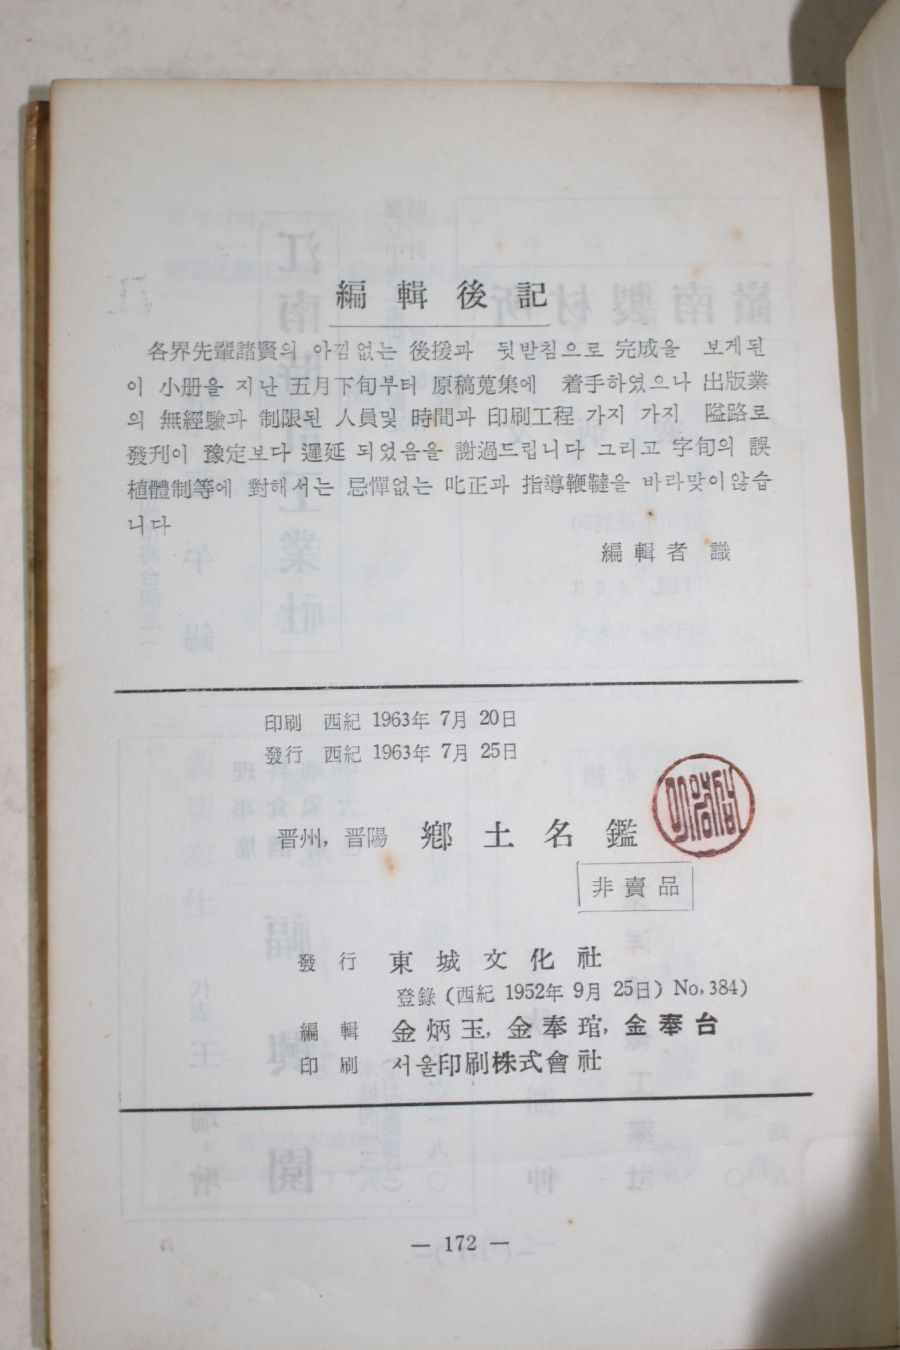 編輯後記
各界先輩諸賢의 아낌없는 後援과 뒷받침으로 完成을 보게된
이 小册을 지난 五月下旬부터 原稿蒐集에 着手하였으나 出版業
의 無經驗과 制限된 人員및 時間과 印刷工程 가지 가지 隘路로
發刊이 豫定보다 遲延 되었음을 謝過드립니다 그리고 字句의 誤
植體制等에 對해서는 忌憚없는 叱正과 指導鞭韃을 바라맞이않습
니다
編輯者 識
印刷 西紀 1963年 7月 20日
發行 西紀 1963年 7月 25日
晋州, 晋陽 鄕土名鑑
非賣品
發行 東城文化社
登錄 (西紀 1952年 9月 25日) No, 384)
編輯 金炳玉, 金奉琯, 金奉台
印刷 서울印刷株式會社
— 172 —